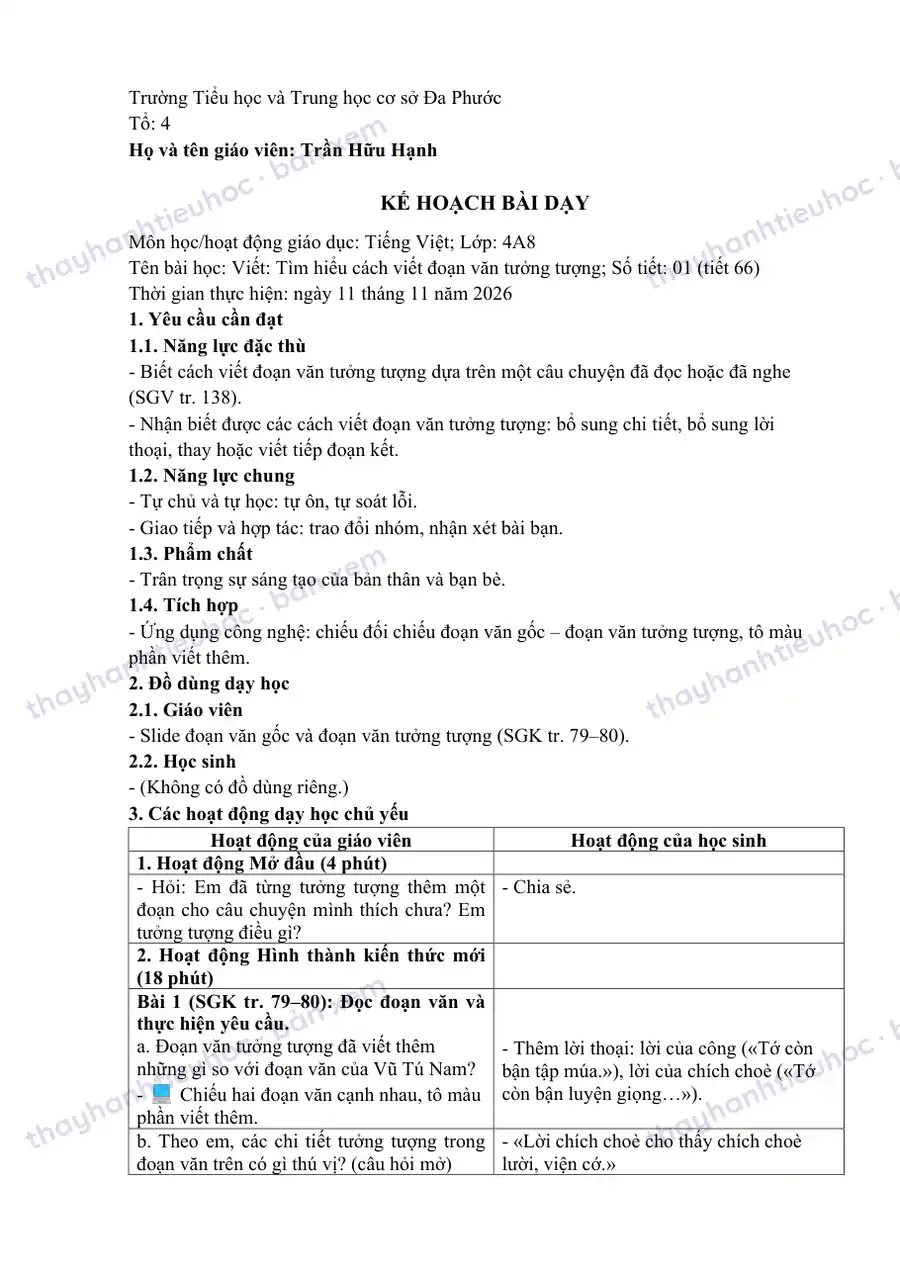 Trường Tiểu học và Trung học cơ sở Đa Phước
Tổ: 4
Họ và tên giáo viên: Trần Hữu Hạnh
KẾ HOẠCH BÀI DẠY
Môn học/hoạt động giáo dục: Tiếng Việt; Lớp: 4A8
Tên bài học: Viết: Tìm hiểu cách viết đoạn văn tưởng tượng; Số tiết: 01 (tiết 66)
Thời gian thực hiện: ngày 11 tháng 11 năm 2026
1. Yêu cầu cần đạt
1.1. Năng lực đặc thù
- Biết cách viết đoạn văn tưởng tượng dựa trên một câu chuyện đã đọc hoặc đã nghe
(SGV tr. 138).
- Nhận biết được các cách viết đoạn văn tưởng tượng: bổ sung chi tiết, bổ sung lời
thoại, thay hoặc viết tiếp đoạn kết.
1.2. Năng lực chung
- Tự chủ và tự học: tự ôn, tự soát lỗi.
- Giao tiếp và hợp tác: trao đổi nhóm, nhận xét bài bạn.
1.3. Phẩm chất
- Trân trọng sự sáng tạo của bản thân và bạn bè.
1.4. Tích hợp
- Ứng dụng công nghệ: chiếu đối chiếu đoạn văn gốc – đoạn văn tưởng tượng, tô màu
phần viết thêm.
2. Đồ dùng dạy học
2.1. Giáo viên
- Slide đoạn văn gốc và đoạn văn tưởng tượng (SGK tr. 79–80).
2.2. Học sinh
- (Không có đồ dùng riêng.)
3. Các hoạt động dạy học chủ yếu
Hoạt động của giáo viên
Hoạt động của học sinh
1. Hoạt động Mở đầu (4 phút)
- Hỏi: Em đã từng tưởng tượng thêm một
đoạn cho câu chuyện mình thích chưa? Em
tưởng tượng điều gì?
- Chia sẻ.
2. Hoạt động Hình thành kiến thức mới
(18 phút)
Bài 1 (SGK tr. 79–80): Đọc đoạn văn và
thực hiện yêu cầu.
a. Đoạn văn tưởng tượng đã viết thêm
những gì so với đoạn văn của Vũ Tú Nam?
- Chiếu hai đoạn văn cạnh nhau, tô màu
phần viết thêm.
- Thêm lời thoại: lời của công («Tớ còn
bận tập múa.»), lời của chích choè («Tớ
còn bận luyện giọng…»).
b. Theo em, các chi tiết tưởng tượng trong
đoạn văn trên có gì thú vị? (câu hỏi mở)
- «Lời chích choè cho thấy chích choè
lười, viện cớ.»
thayhanhtieuhoc · bản xem
thayhanhtieuhoc · b
thayhanhtieuhoc · bản xem
thayhanhtieuhoc · b
thayhanhtieuhoc · bản xem
thayhanhtieuhoc · b